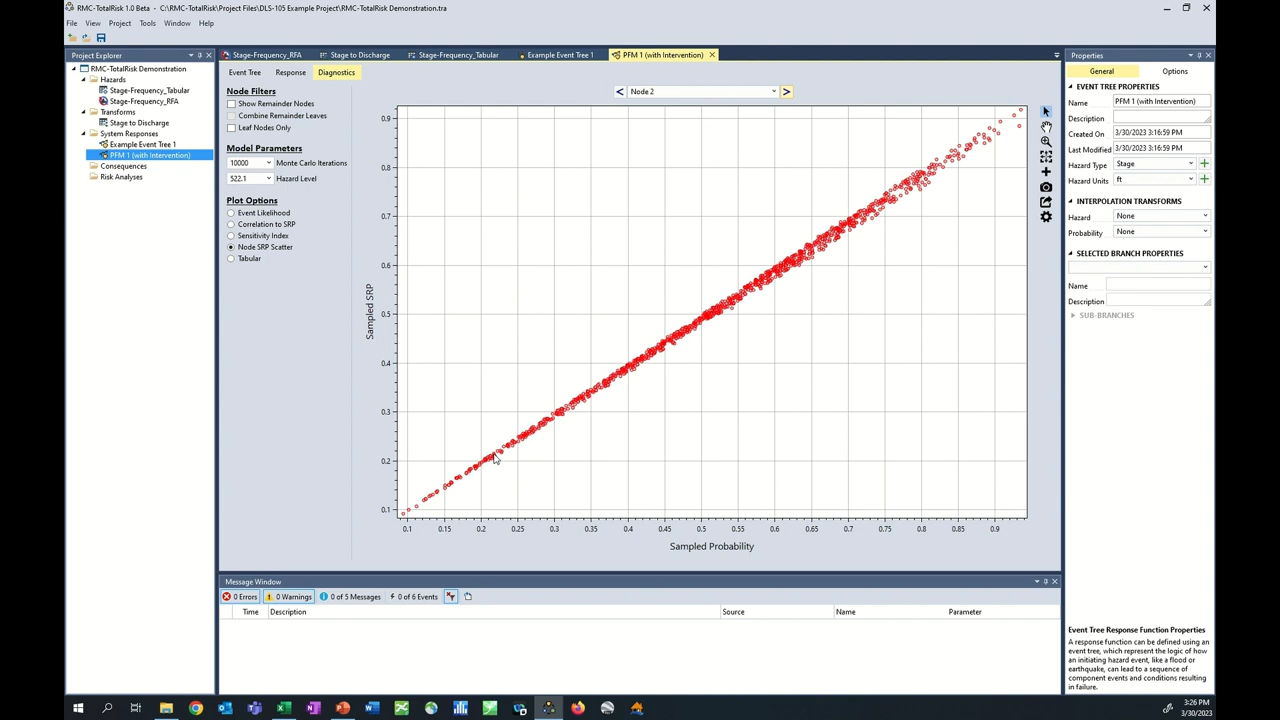 RMC-TotalRisk 1.0 Beta - C:\RMC-TotalRisk\Project Files\DLS-105 Example Project\RMC-TotalRisk Demonstration.tra
File View Project Tools Window Help
Project Explorer
RMC-TotalRisk Demonstration
Hazards
Stage-Frequency_Tabular
Stage-Frequency_RFA
Transforms
Stage to Discharge
System Responses
Example Event Tree 1
PFM 1 (with Intervention)
Consequences
Risk Analyses
Stage-Frequency_RFA Stage to Discharge Stage-Frequency_Tabular Example Event Tree 1 PFM 1 (with Intervention)
Event Tree Response Diagnostics
Node Filters
Show Remainder Nodes
Combine Remainder Leaves
Leaf Nodes Only
Model Parameters
10000 Monte Carlo Iterations
522.1 Hazard Level
Plot Options
Event Likelihood
Correlation to SRP
Sensitivity Index
Node SRP Scatter
Tabular
< Node 2 >
0.9
0.8
0.7
0.6
0.5
0.4
0.3
0.2
0.1
Sampled SRP
0.1 0.15 0.2 0.25 0.3 0.35 0.4 0.45 0.5 0.55 0.6 0.65 0.7 0.75 0.8 0.85 0.9
Sampled Probability
Properties
General Options
EVENT TREE PROPERTIES
Name PFM 1 (with Intervention)
Description
Created On 3/30/2023 3:16:59 PM
Last Modified 3/30/2023 3:16:59 PM
Hazard Type Stage
Hazard Units ft
INTERPOLATION TRANSFORMS
Hazard None
Probability None
SELECTED BRANCH PROPERTIES
Name
Description
SUB-BRANCHES
Event Tree Response Function Properties
A response function can be defined using an
event tree, which represent the logic of how
an initiating hazard event, like a flood or
earthquake, can lead to a sequence of
component events and conditions resulting
in failure.
Message Window
0 Errors 0 Warnings 0 of 5 Messages 0 of 6 Events
Time Description Source Name Parameter
3:26 PM
3/30/2023